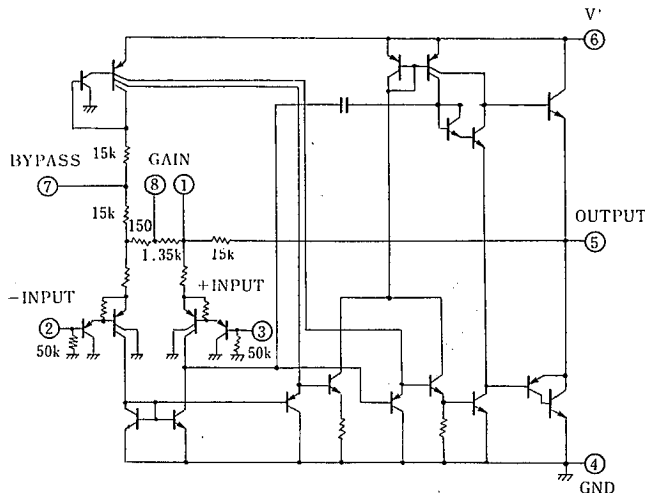 V'
⑥
15k
BYPASS
GAIN
⑦
⑧
①
15k
150
OUTPUT
1.35k
15k
⑤
-INPUT
+INPUT
②
③
50k
50k
④
GND